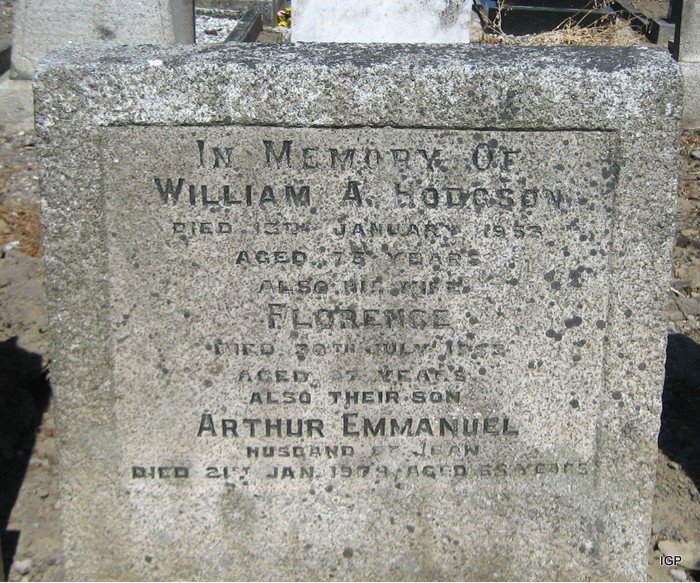 IN MEMORY OF
WILLIAM A. HODGSON
DIED 13TH JANUARY 1953
AGED 75 YEARS
ALSO HIS WIFE
FLORENCE
DIED 30TH JULY
AGED YEARS
ALSO THEIR SON
ARTHUR EMMANUEL
HUSBAND OF JEAN
DIED 21ST JAN. 1979 AGED YEARS
IGP